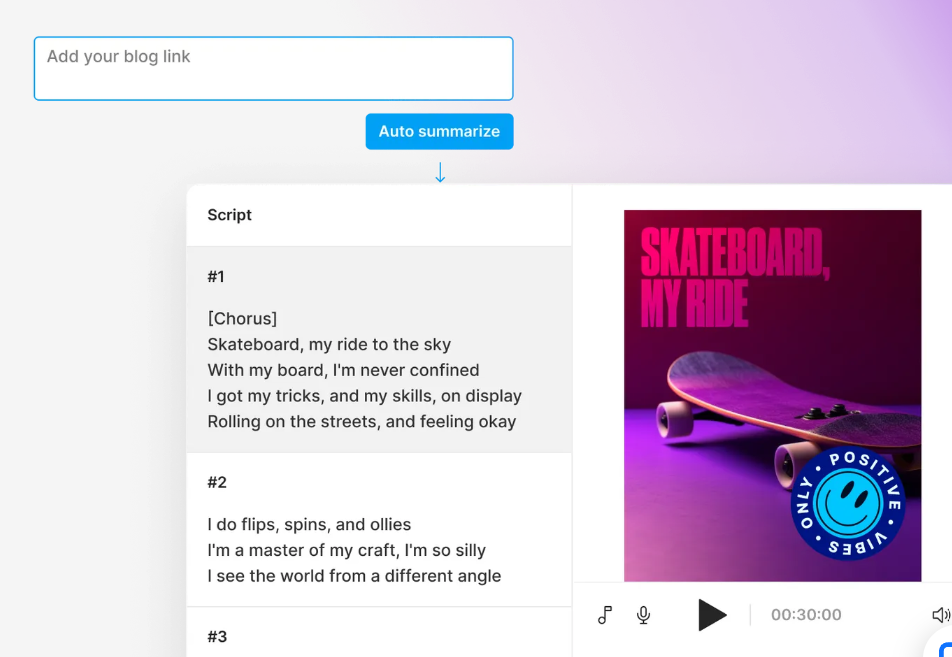 Add your blog link
Auto summarize
Script
#1
[Chorus]
Skateboard, my ride to the sky
With my board, I'm never confined
I got my tricks, and my skills, on display
Rolling on the streets, and feeling okay
#2
I do flips, spins, and ollies
I'm a master of my craft, I'm so silly
I see the world from a different angle
#3
SKATEBOARD,
MY RIDE
ONLY • POSITIVE • VIBES •
00:30:00